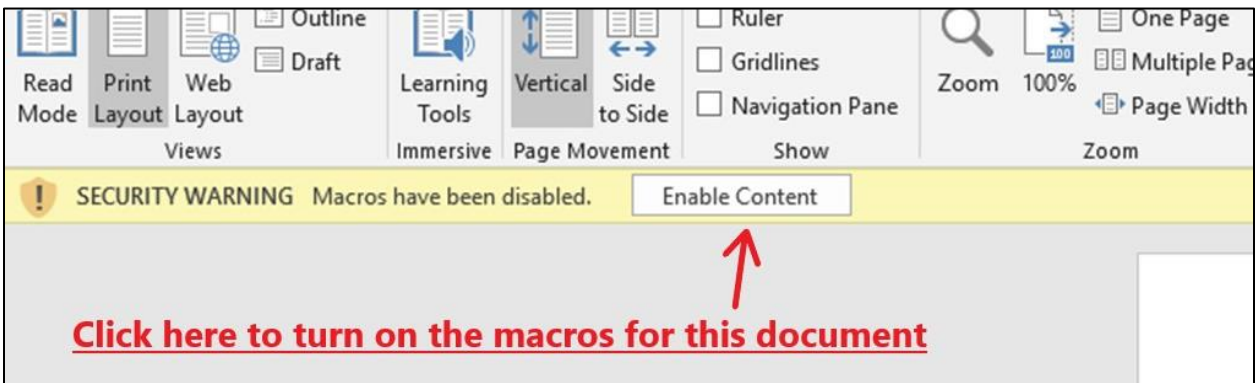 Outline
Draft
Read Mode
Print Layout
Web Layout
Views
Learning Tools
Immersive
Vertical
Side to Side
Page Movement
Ruler
Gridlines
Navigation Pane
Show
Zoom
100
100%
One Page
Multiple
Page Width
Zoom
SECURITY WARNING Macros have been disabled. Enable Content
Click here to turn on the macros for this document